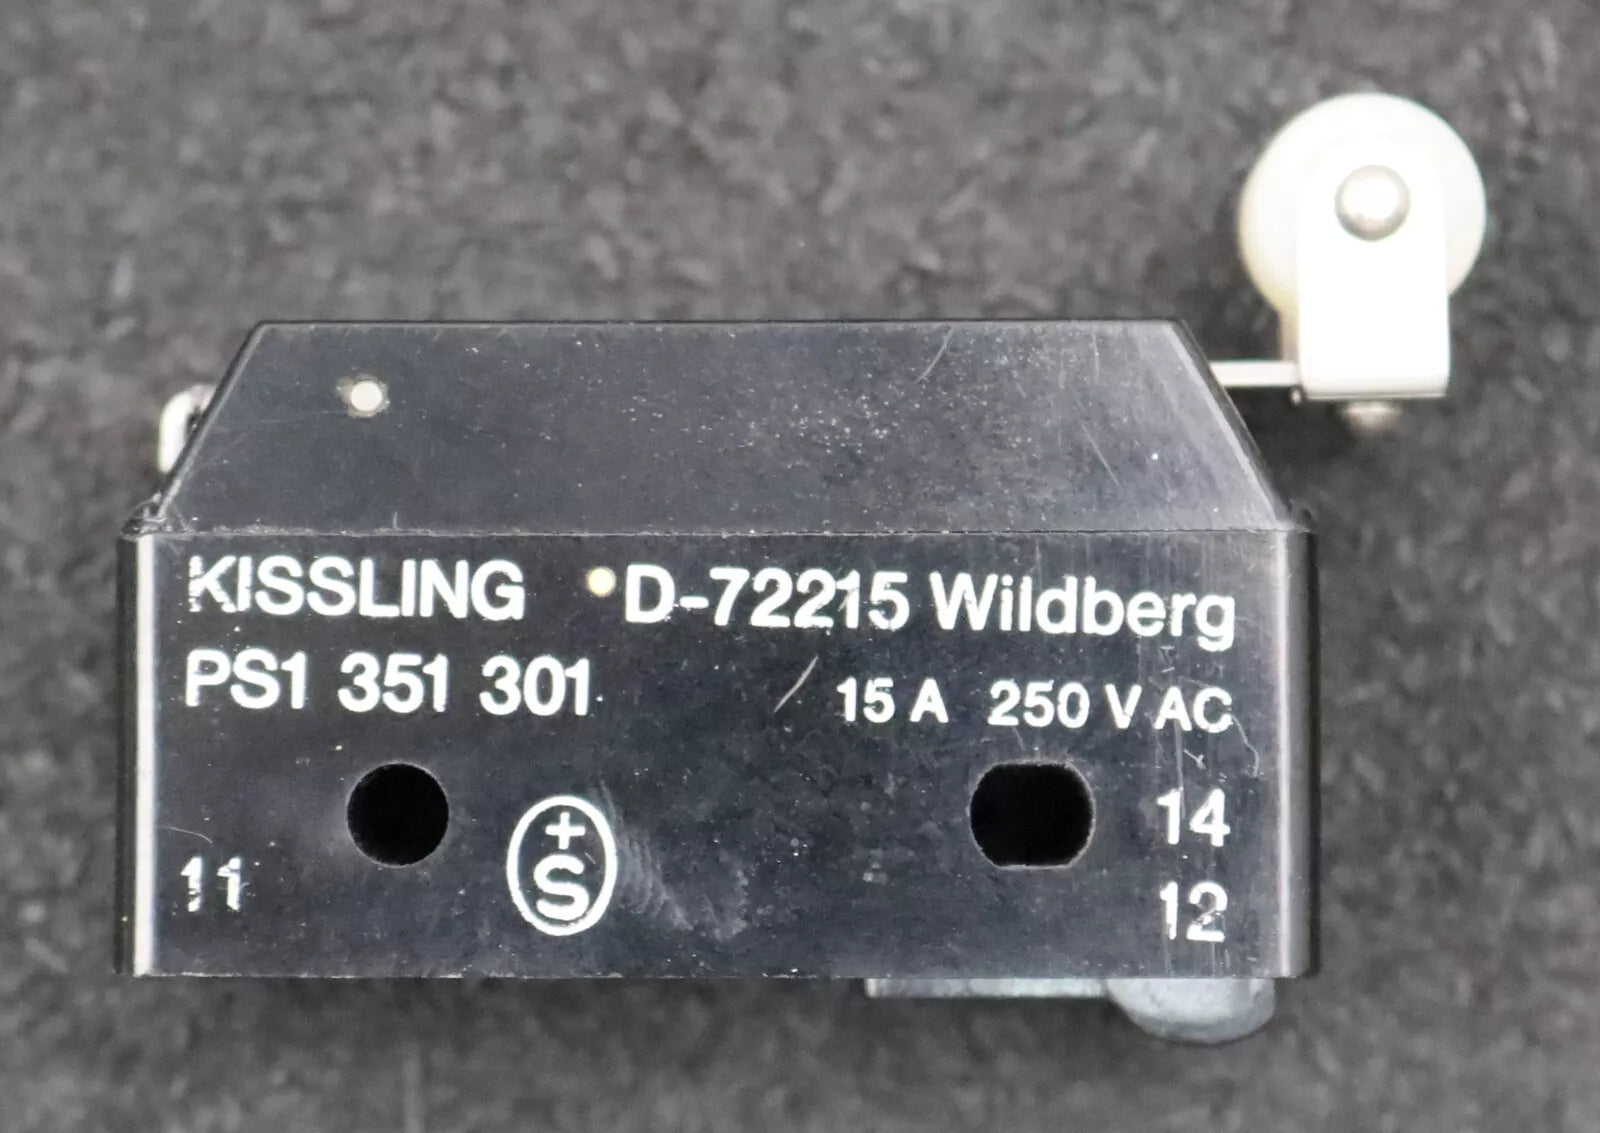 KISSLING D-72215 Wildberg
PS1 351 301 15 A 250 V AC
14
+
S
11
12